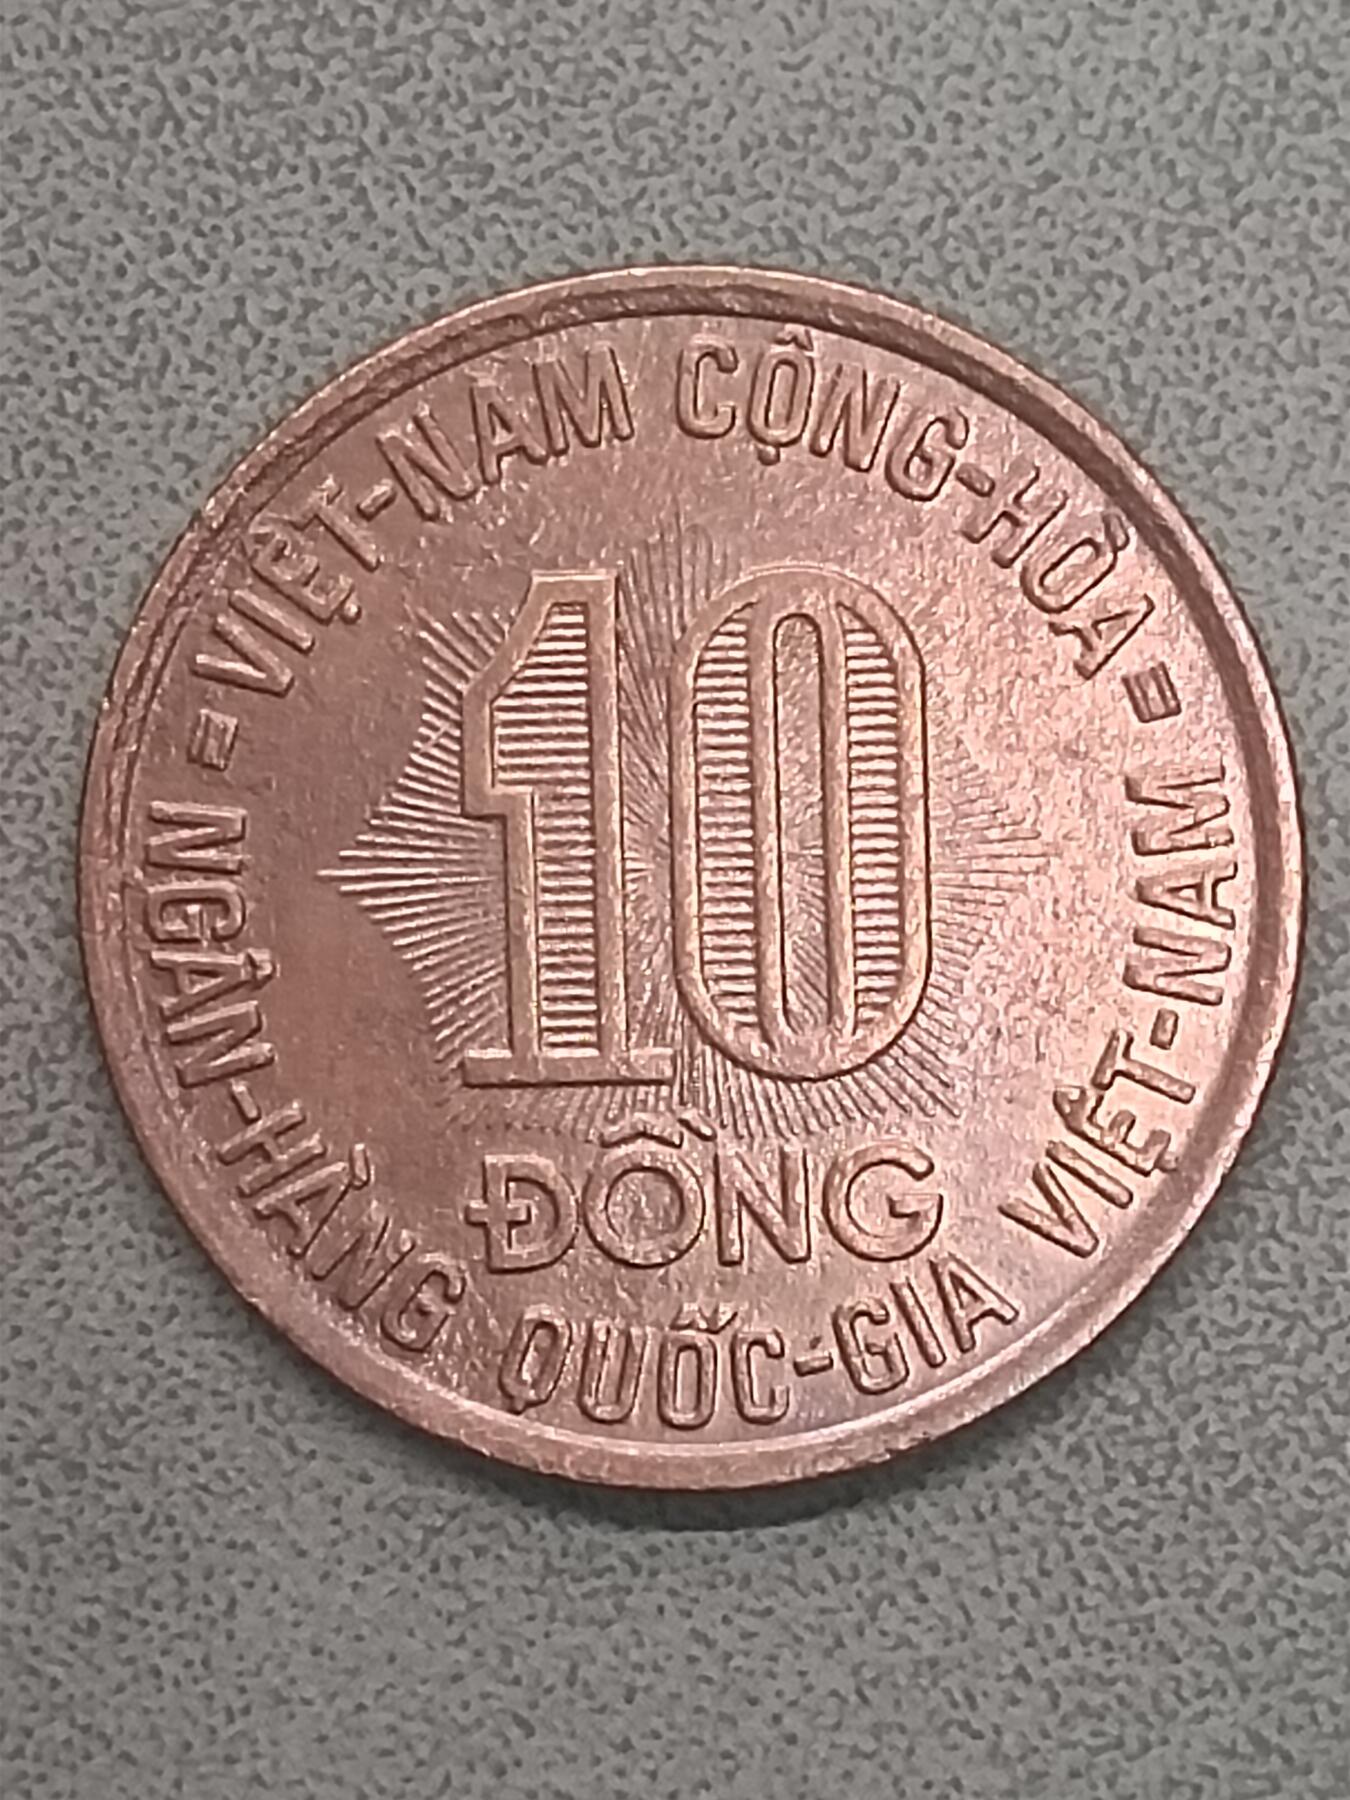 VIỆT-NAM CỘNG-HÒA
10
ĐỒNG
NGÂN-HÀNG QUỐC-GIA VIỆT-NAM